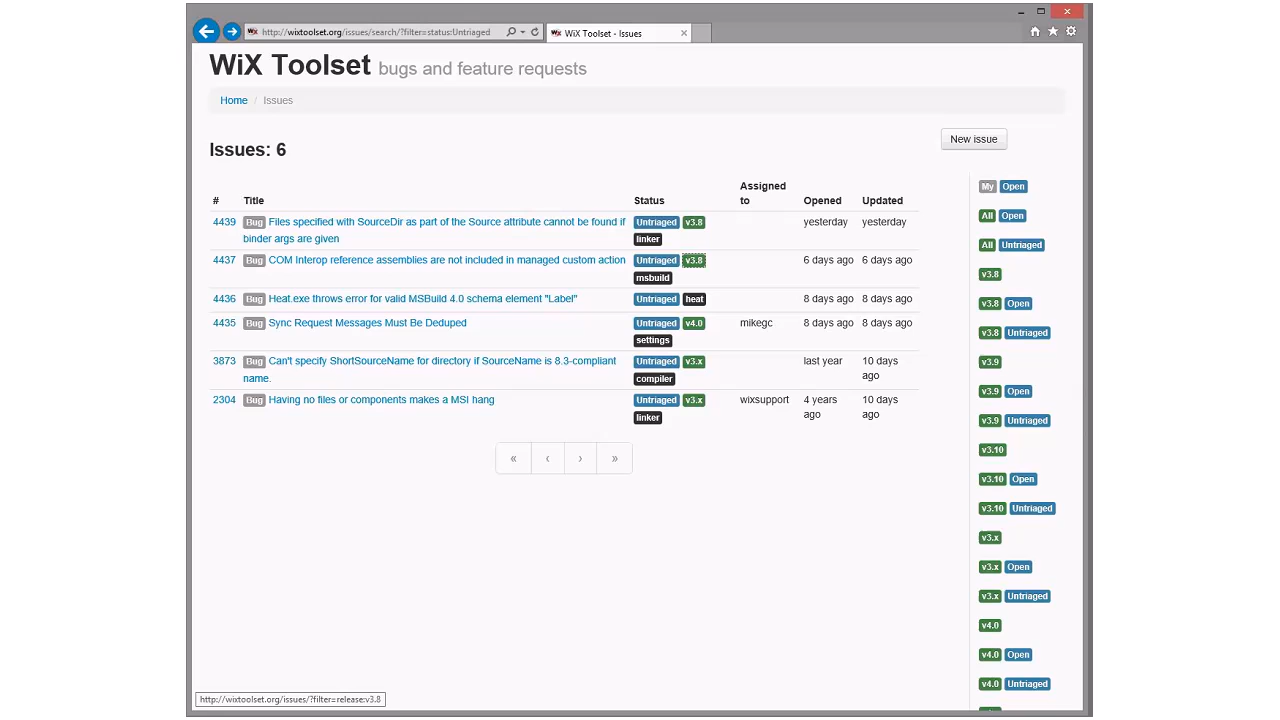 http://wixtoolset.org/issues/search/?filter=status:Untriaged
WiX Toolset - Issues
WiX Toolset bugs and feature requests
Home / Issues
Issues: 6
New issue
# Title Status Assigned to Opened Updated
4439 Bug Files specified with SourceDir as part of the Source attribute cannot be found if Untriaged v3.8 yesterday yesterday
binder args are given linker
4437 Bug COM Interop reference assemblies are not included in managed custom action Untriaged v3.8 6 days ago 6 days ago
msbuild
4436 Bug Heat.exe throws error for valid MSBuild 4.0 schema element "Label" Untriaged heat 8 days ago 8 days ago
4435 Bug Sync Request Messages Must Be Deduped Untriaged v4.0 mikegc 8 days ago 8 days ago
settings
3873 Bug Can't specify ShortSourceName for directory if SourceName is 8.3-compliant Untriaged v3.x last year 10 days
name. compiler ago
2304 Bug Having no files or components makes a MSI hang Untriaged v3.x wixsupport 4 years 10 days
linker ago ago
« ‹ › »
My Open
All Open
All Untriaged
v3.8
v3.8 Open
v3.8 Untriaged
v3.9
v3.9 Open
v3.9 Untriaged
v3.10
v3.10 Open
v3.10 Untriaged
v3.x
v3.x Open
v3.x Untriaged
v4.0
v4.0 Open
v4.0 Untriaged
http://wixtoolset.org/issues/?filter=release:v3.8